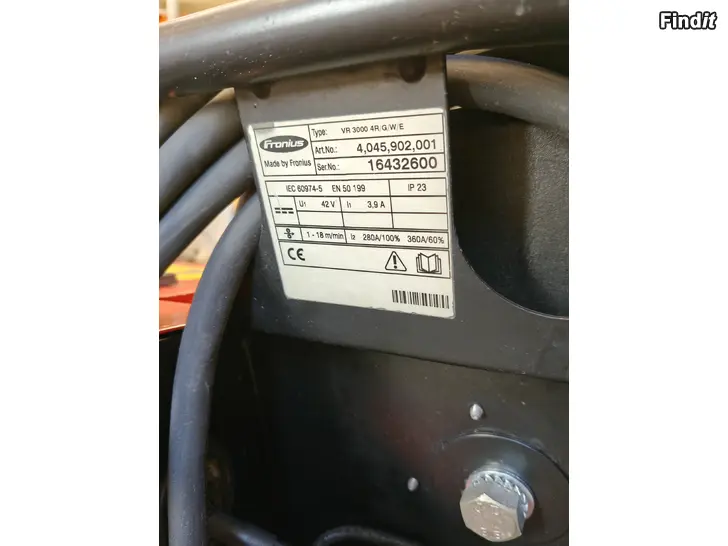 Findit
Fronius
Made by Fronius
Type: VR 3000 4R/G/W/E
Art.No.: 4,045,902,001
Ser.No.: 16432600
IEC 60974-5 EN 50 199 IP 23
U1 42 V I1 3,9 A
1 - 18 m/min I2 280A/100% 360A/60%
CE